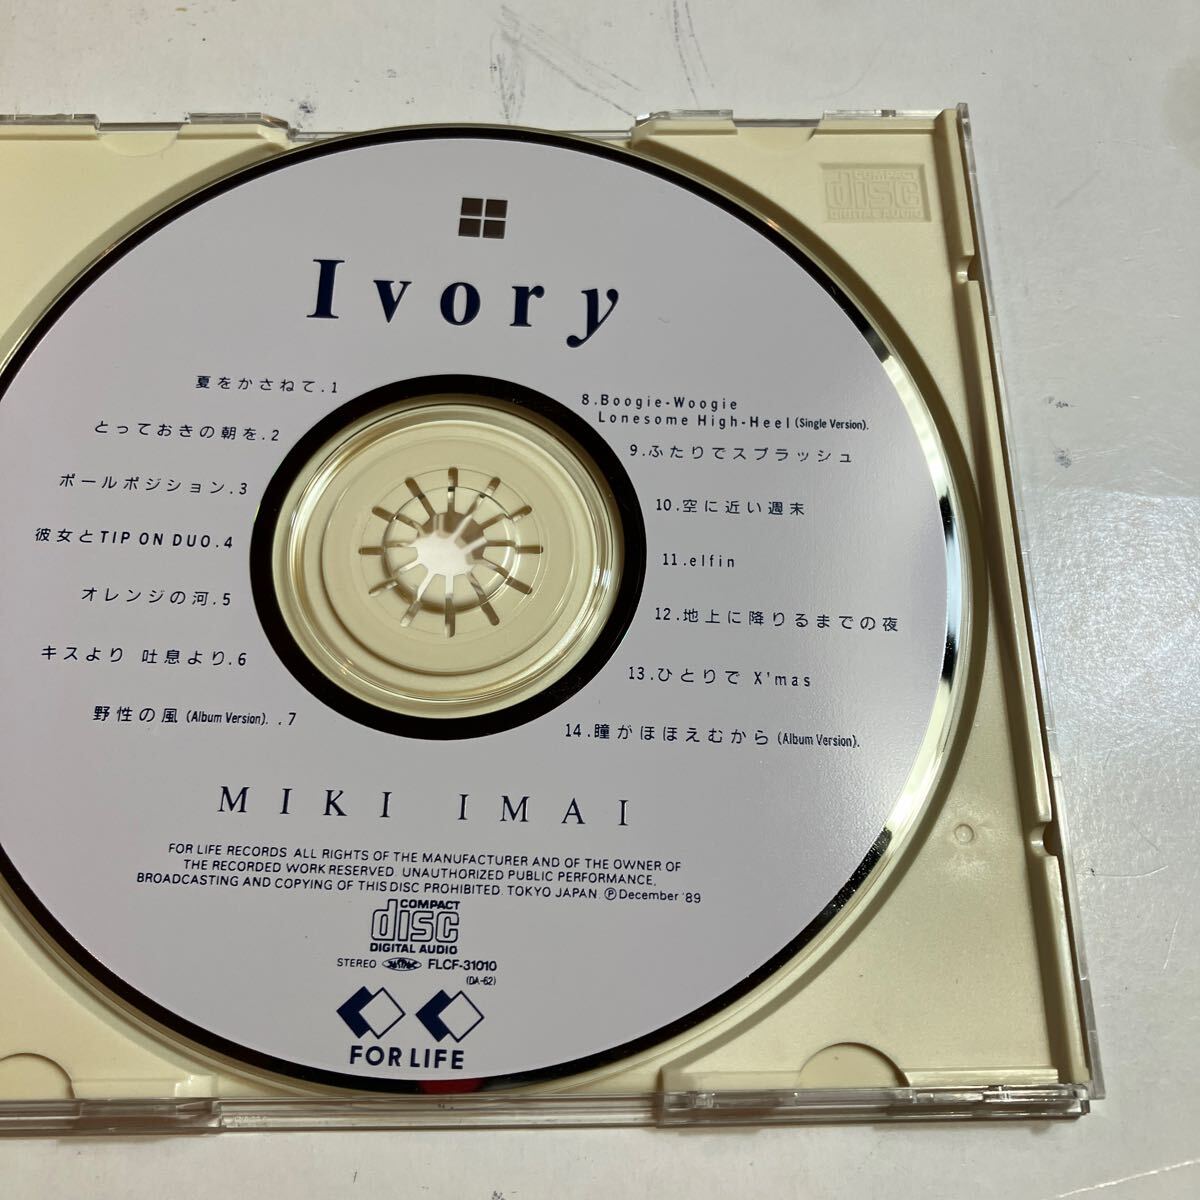 COMPACT
disc
DIGITAL AUDIO
Ivory
夏をかさねて.1
とっておきの朝を.2
ポールポジション.3
彼女とTIP ON DUO.4
オレンジの河.5
キスより 吐息より.6
野性の風 (Album Version). .7
8.Boogie-Woogie
Lonesome High-Heel (Single Version).
9.ふたりでスプラッシュ
10.空に近い週末
11.elfin
12.地上に降りるまでの夜
13.ひとりで X'mas
14.瞳がほほえむから (Album Version).
MIKI IMAI
FOR LIFE RECORDS ALL RIGHTS OF THE MANUFACTURER AND OF THE OWNER OF
THE RECORDED WORK RESERVED. UNAUTHORIZED PUBLIC PERFORMANCE,
BROADCASTING AND COPYING OF THIS DISC PROHIBITED. TOKYO JAPAN. ℗December '89
COMPACT
disc
DIGITAL AUDIO
STEREO FLCF-31010
(DA-62)
FOR LIFE